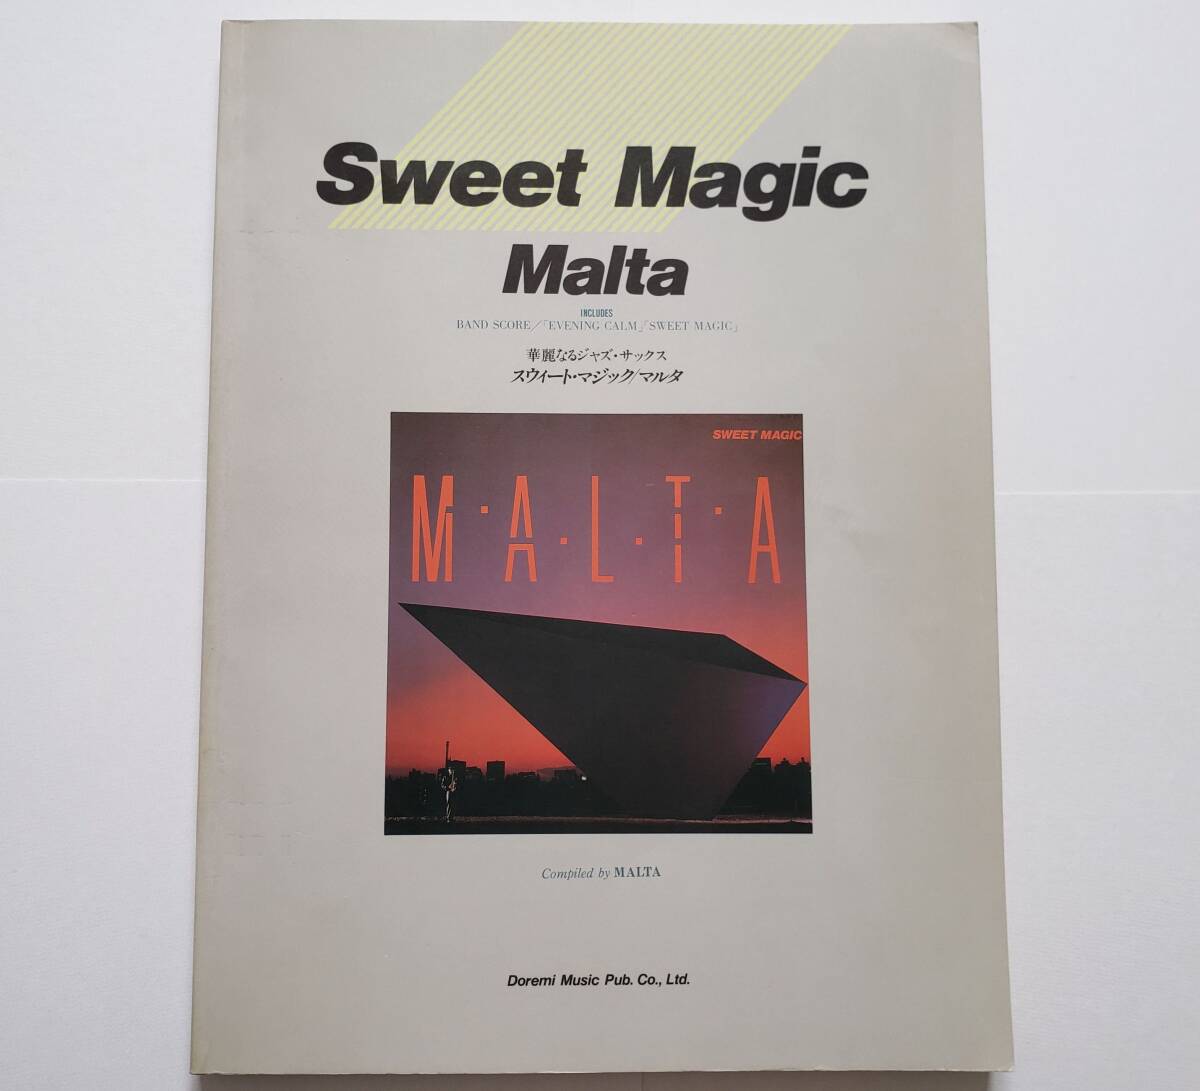 Sweet Magic
Malta
INCLUDES
BAND SCORE／「EVENING CALM」「SWEET MAGIC」
華麗なるジャズ・サックス
スウィート・マジック/マルタ
SWEET MAGIC
M・A・L・T・A
Compiled by MALTA
Doremi Music Pub. Co., Ltd.